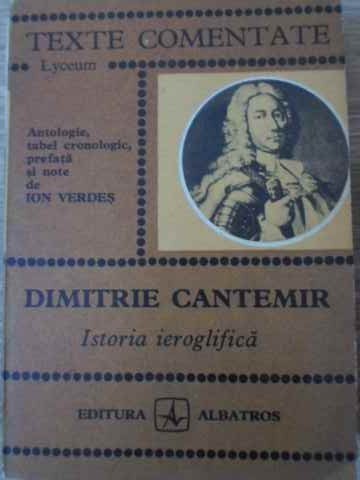 TEXTE COMENTATE
Lyceum
Antologie,
tabel cronologic,
prefață
și note
de
ION VERDEȘ
DIMITRIE CANTEMIR
Istoria ieroglifică
EDITURA ALBATROS